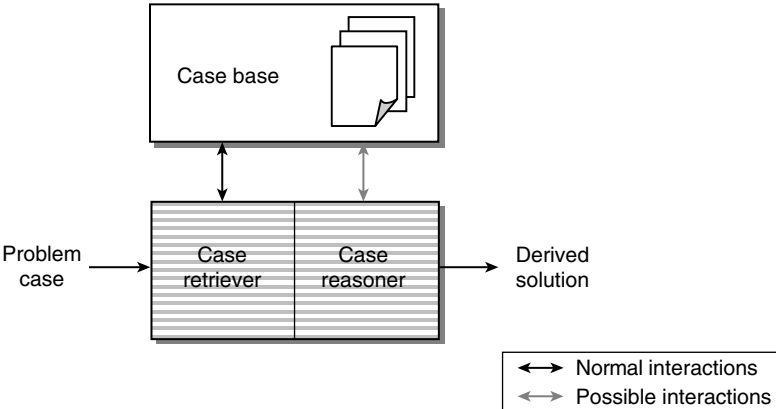 Case base
Problem
case
Case
retriever
Case
reasoner
Derived
solution
Normal interactions
Possible interactions